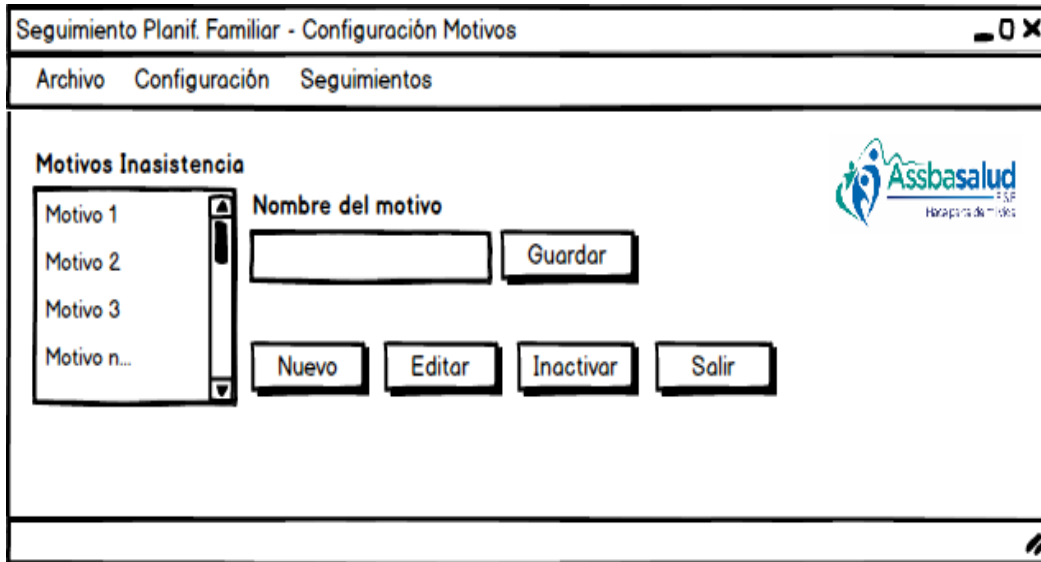 Seguimiento Planif. Familiar - Configuración Motivos
Archivo Configuración Seguimientos
Motivos Inasistencia
Motivo 1
Motivo 2
Motivo 3
Motivo n...
Nombre del motivo
Guardar
Nuevo Editar Inactivar Salir
Assbasalud
E.S.E